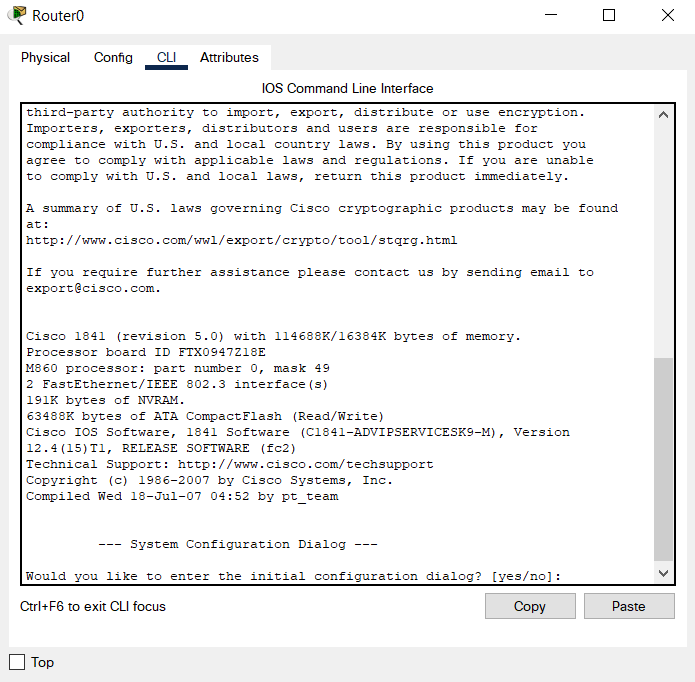 Router0
Physical Config CLI Attributes
IOS Command Line Interface
third-party authority to import, export, distribute or use encryption.
Importers, exporters, distributors and users are responsible for
compliance with U.S. and local country laws. By using this product you
agree to comply with applicable laws and regulations. If you are unable
to comply with U.S. and local laws, return this product immediately.
A summary of U.S. laws governing Cisco cryptographic products may be found
at:
http://www.cisco.com/wwl/export/crypto/tool/stqrg.html
If you require further assistance please contact us by sending email to
export@cisco.com.
Cisco 1841 (revision 5.0) with 114688K/16384K bytes of memory.
Processor board ID FTX0947Z18E
M860 processor: part number 0, mask 49
2 FastEthernet/IEEE 802.3 interface(s)
191K bytes of NVRAM.
63488K bytes of ATA CompactFlash (Read/Write)
Cisco IOS Software, 1841 Software (C1841-ADVIPSERVICESK9-M), Version
12.4(15)T1, RELEASE SOFTWARE (fc2)
Technical Support: http://www.cisco.com/techsupport
Copyright (c) 1986-2007 by Cisco Systems, Inc.
Compiled Wed 18-Jul-07 04:52 by pt_team
--- System Configuration Dialog ---
Would you like to enter the initial configuration dialog? [yes/no]:
Ctrl+F6 to exit CLI focus
Copy Paste
Top